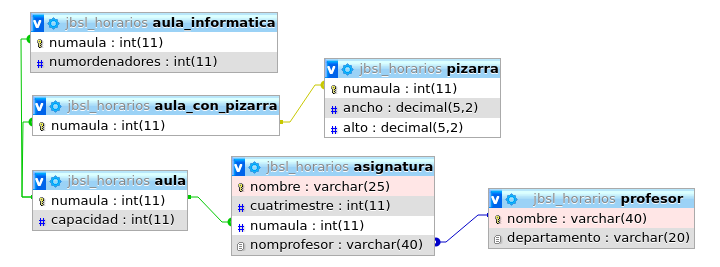 v jbsl_horarios aula_informatica
numaula : int(11)
# numordenadores : int(11)
v jbsl_horarios aula_con_pizarra
numaula : int(11)
v jbsl_horarios pizarra
numaula : int(11)
# ancho : decimal(5,2)
# alto : decimal(5,2)
v jbsl_horarios aula
numaula : int(11)
# capacidad : int(11)
v jbsl_horarios asignatura
nombre : varchar(25)
# cuatrimestre : int(11)
# numaula : int(11)
nomprofesor : varchar(40)
v jbsl_horarios profesor
nombre : varchar(40)
departamento : varchar(20)